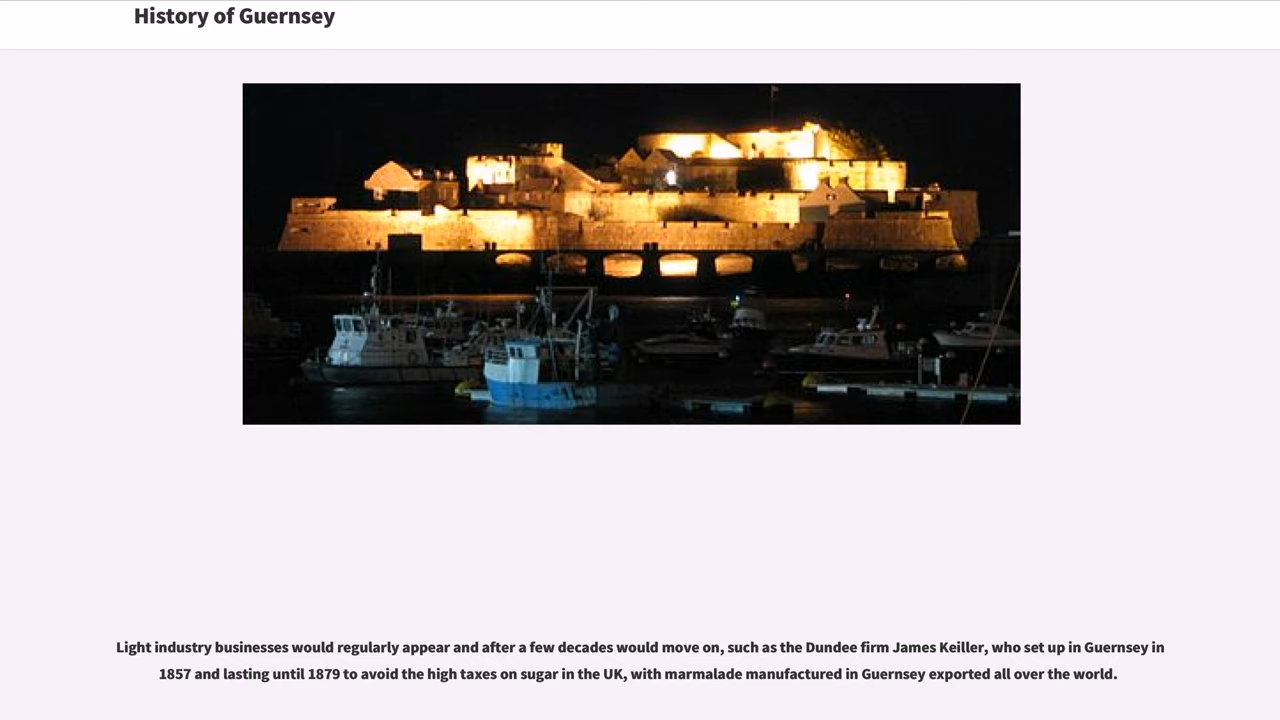 History of Guernsey
Light industry businesses would regularly appear and after a few decades would move on, such as the Dundee firm James Keiller, who set up in Guernsey in
1857 and lasting until 1879 to avoid the high taxes on sugar in the UK, with marmalade manufactured in Guernsey exported all over the world.